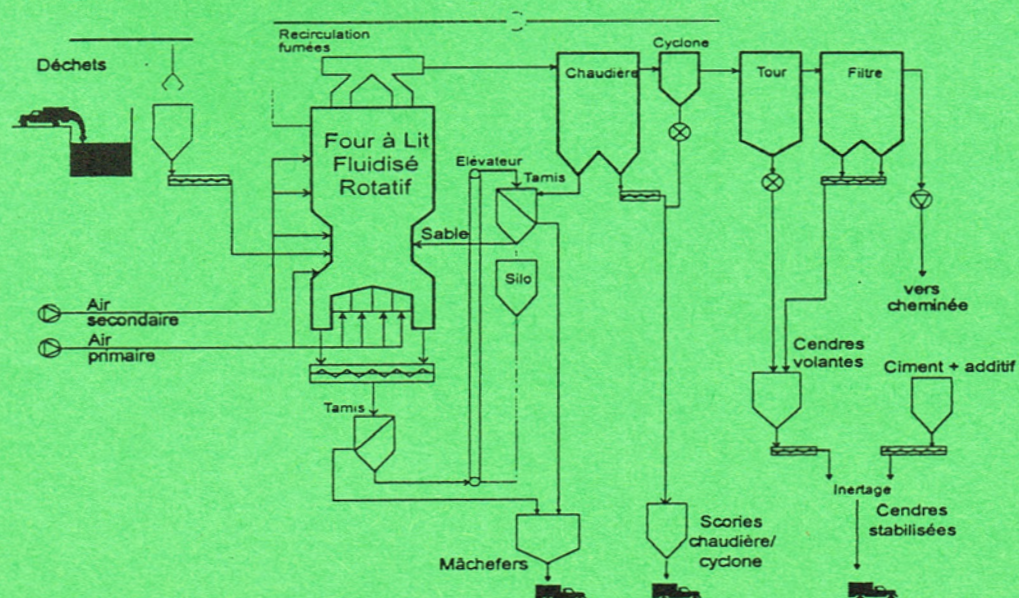 Recirculation
fumées
Déchets
Cyclone
Chaudière
Tour
Filtre
Four à Lit
Fluidisé
Rotatif
Elévateur
Tamis
Sable
Silo
Air
secondaire
Air
primaire
vers
cheminée
Cendres
volantes
Ciment + additif
Tamis
Inertage
Cendres
stabilisées
Scories
chaudière/
cyclone
Mâchefers